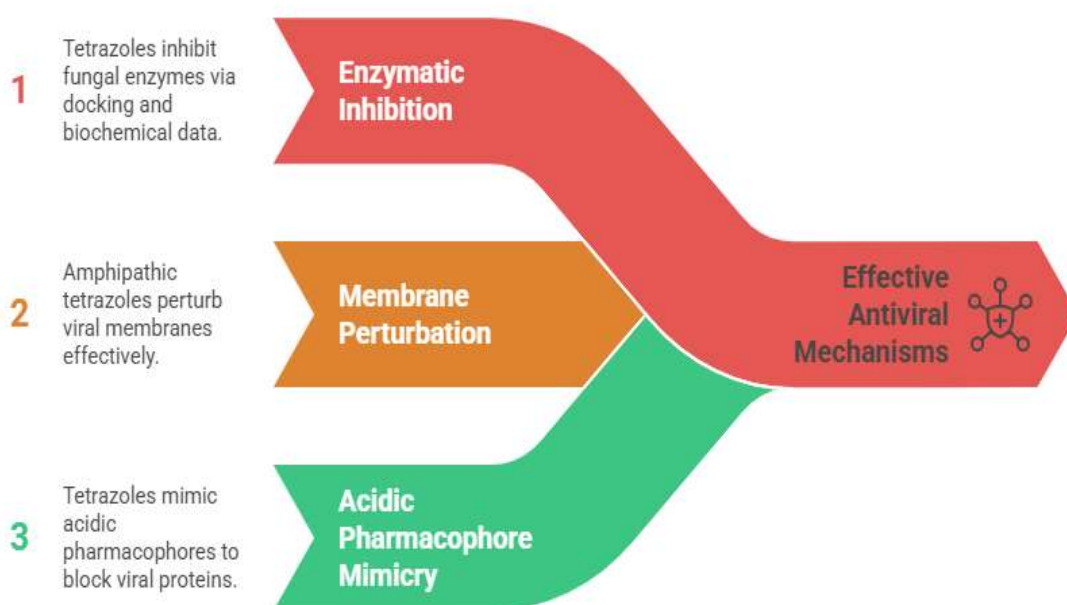 1
Tetrazoles inhibit
fungal enzymes via
docking and
biochemical data.
Enzymatic
Inhibition
2
Amphipathic
tetrazoles perturb
viral membranes
effectively.
Membrane
Perturbation
3
Tetrazoles mimic
acidic
pharmacophores to
block viral proteins.
Acidic
Pharmacophore
Mimicry
Effective
Antiviral
Mechanisms